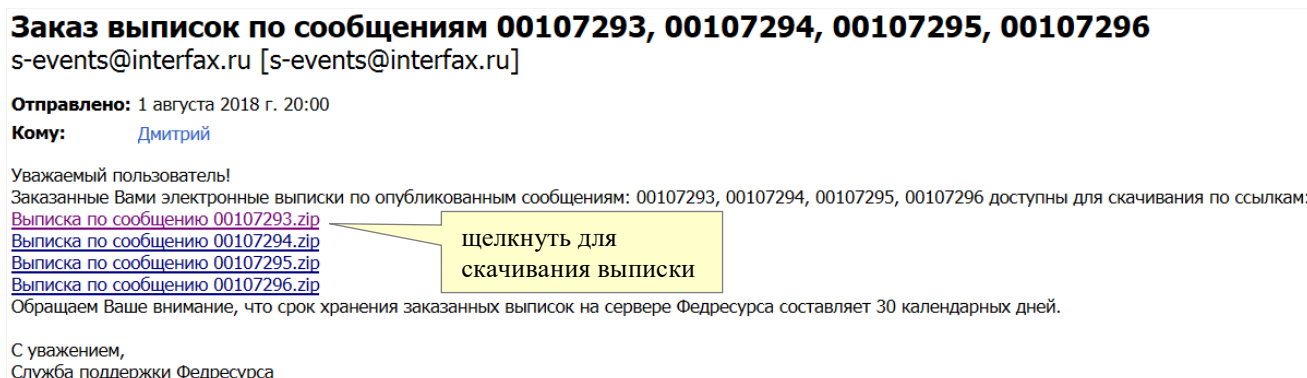 Заказ выписок по сообщениям 00107293, 00107294, 00107295, 00107296
s-events@interfax.ru [s-events@interfax.ru]
Отправлено: 1 августа 2018 г. 20:00
Кому: Дмитрий
Уважаемый пользователь!
Заказанные Вами электронные выписки по опубликованным сообщениям: 00107293, 00107294, 00107295, 00107296 доступны для скачивания по ссылкам:
Выписка по сообщению 00107293.zip
Выписка по сообщению 00107294.zip
Выписка по сообщению 00107295.zip
Выписка по сообщению 00107296.zip
щелкнуть для
скачивания выписки
Обращаем Ваше внимание, что срок хранения заказанных выписок на сервере Федресурса составляет 30 календарных дней.
С уважением,
Служба поддержки Федресурса